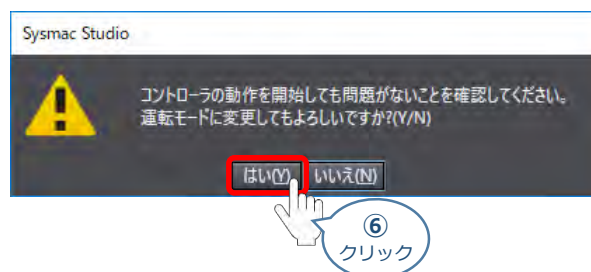 Sysmac Studio
コントローラの動作を開始しても問題がないことを確認してください。
運転モードに変更してもよろしいですか?(Y/N)
はい(Y) いいえ(N)
⑥
クリック